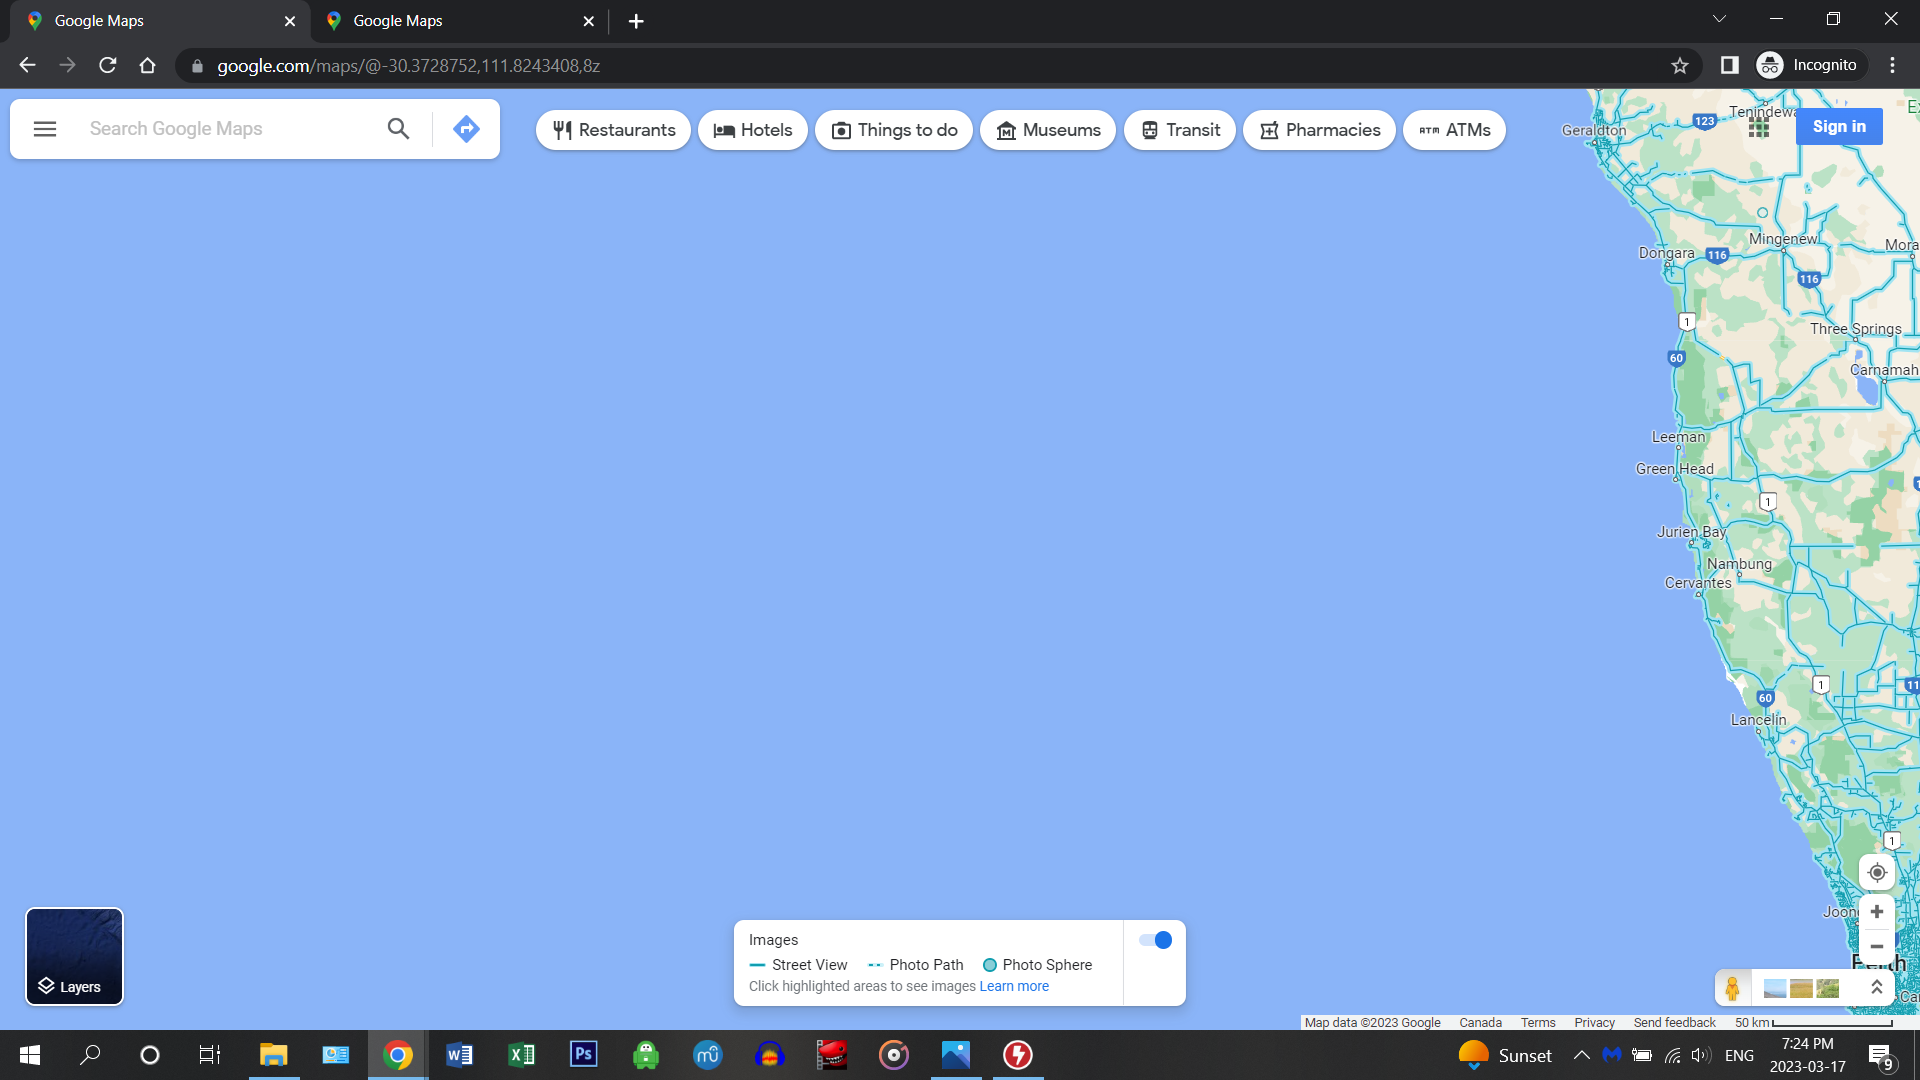 Google Maps
Google Maps
google.com/maps/@-30.3728752,111.8243408,8z
Incognito
Search Google Maps
Restaurants
Hotels
Things to do
Museums
Transit
Pharmacies
ATM ATMs
Sign in
Geraldton
123
Dongara
116
Mingenew
116
1
60
Three Springs
Carnamah
Leeman
Green Head
1
Jurien Bay
Nambung
Cervantes
1
60
Lancelin
1
Layers
Images
Street View
Photo Path
Photo Sphere
Click highlighted areas to see images Learn more
Map data ©2023 Google
Canada
Terms
Privacy
Send feedback
50 km
Sunset
ENG
7:24 PM
2023-03-17
9